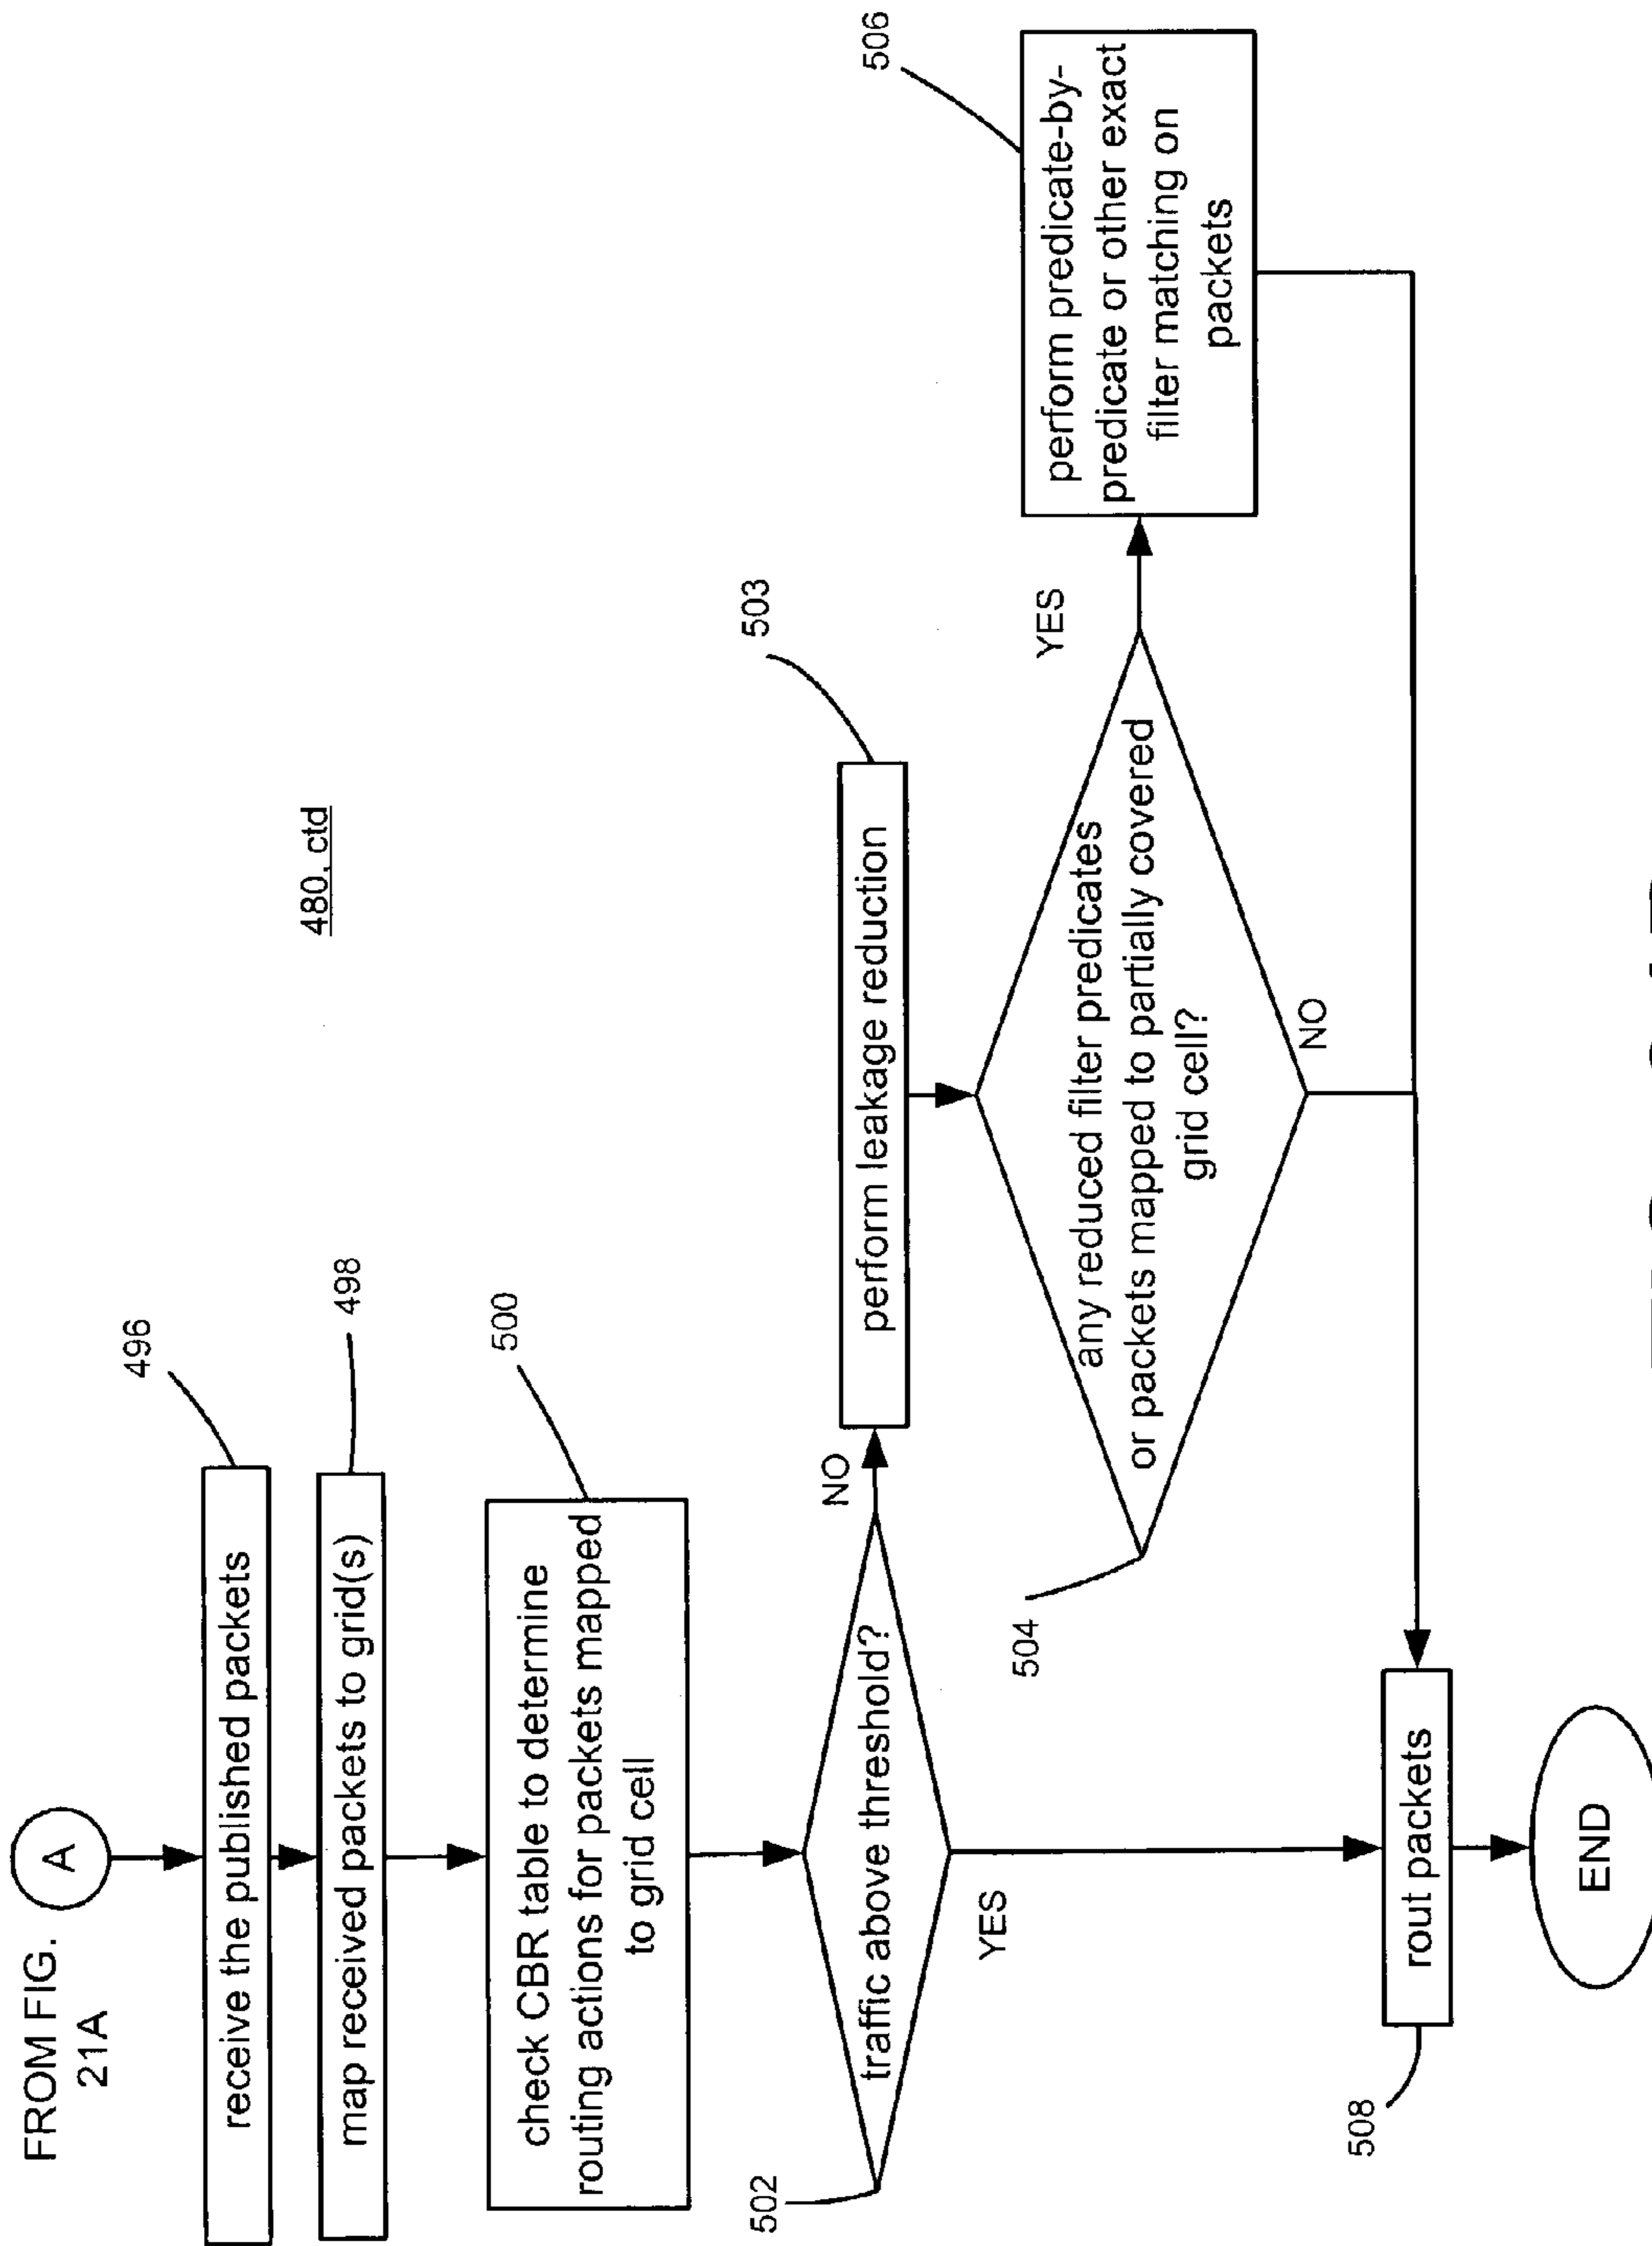 FROM FIG.
21A
A
480, ctd
496
receive the published packets
498
map received packets to grid(s)
500
check CBR table to determine
routing actions for packets mapped
to grid cell
502
traffic above threshold?
NO
YES
503
perform leakage reduction
504
any reduced filter predicates
or packets mapped to partially covered
grid cell?
YES
NO
506
perform predicate-by-
predicate or other exact
filter matching on
packets
508
rout packets
END